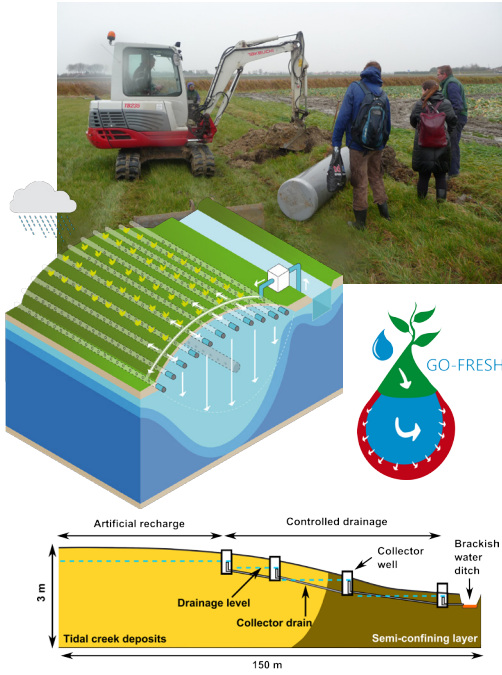 TAKEUCHI
GO-FRESH
Artificial recharge
Controlled drainage
Brackish
water
ditch
Collector
well
Drainage level
Collector drain
3 m
Tidal creek deposits
Semi-confining layer
150 m